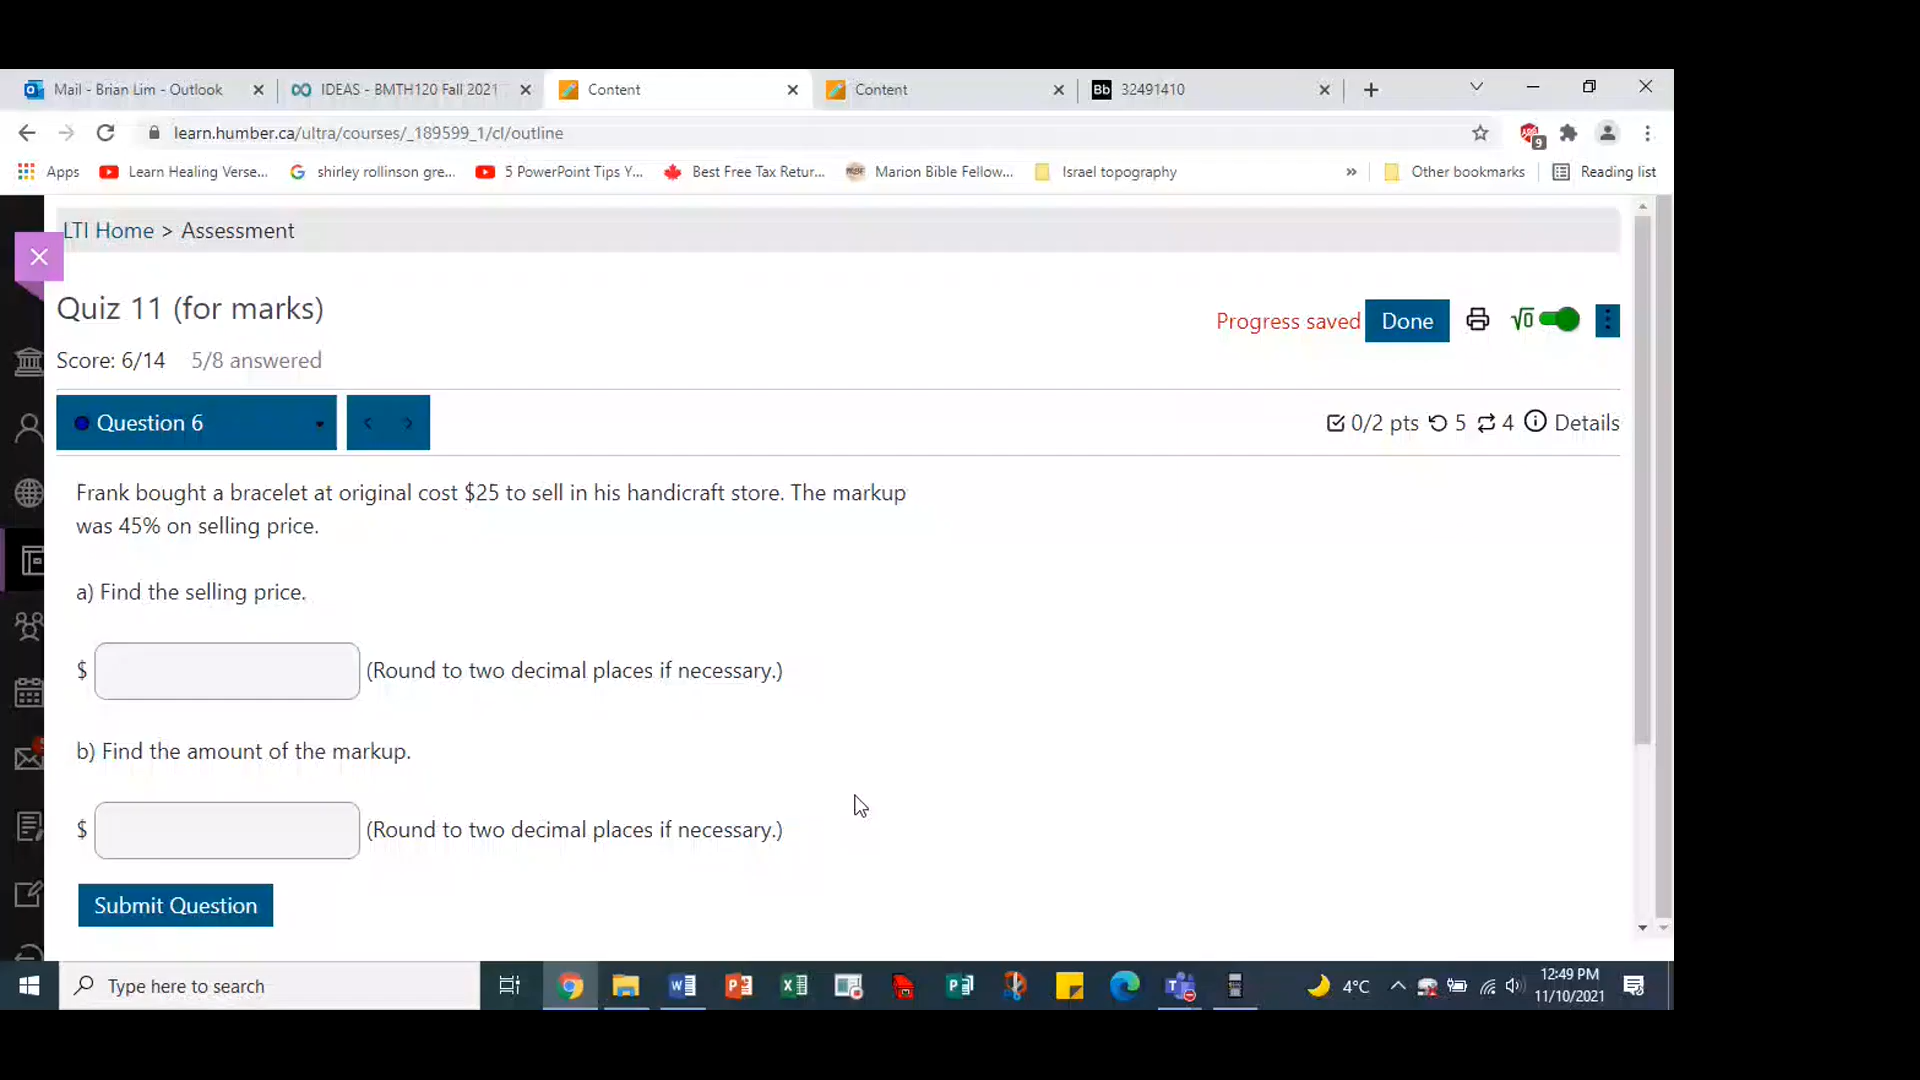 Mail - Brian Lim - Outlook
IDEAS - BMTH120 Fall 2021
Content
Content
Bb 32491410
learn.humber.ca/ultra/courses/_189599_1/cl/outline
9
Apps
Learn Healing Verse...
shirley rollinson gre...
5 PowerPoint Tips Y...
Best Free Tax Retur...
Marion Bible Fellow...
Israel topography
»
Other bookmarks
Reading list
LTI Home > Assessment
Quiz 11 (for marks)
Progress saved
Done
√0
Score: 6/14 5/8 answered
Question 6
0/2 pts 5 4 Details
Frank bought a bracelet at original cost $25 to sell in his handicraft store. The markup
was 45% on selling price.
a) Find the selling price.
$ (Round to two decimal places if necessary.)
b) Find the amount of the markup.
$ (Round to two decimal places if necessary.)
Submit Question
Type here to search
4°C
12:49 PM
11/10/2021